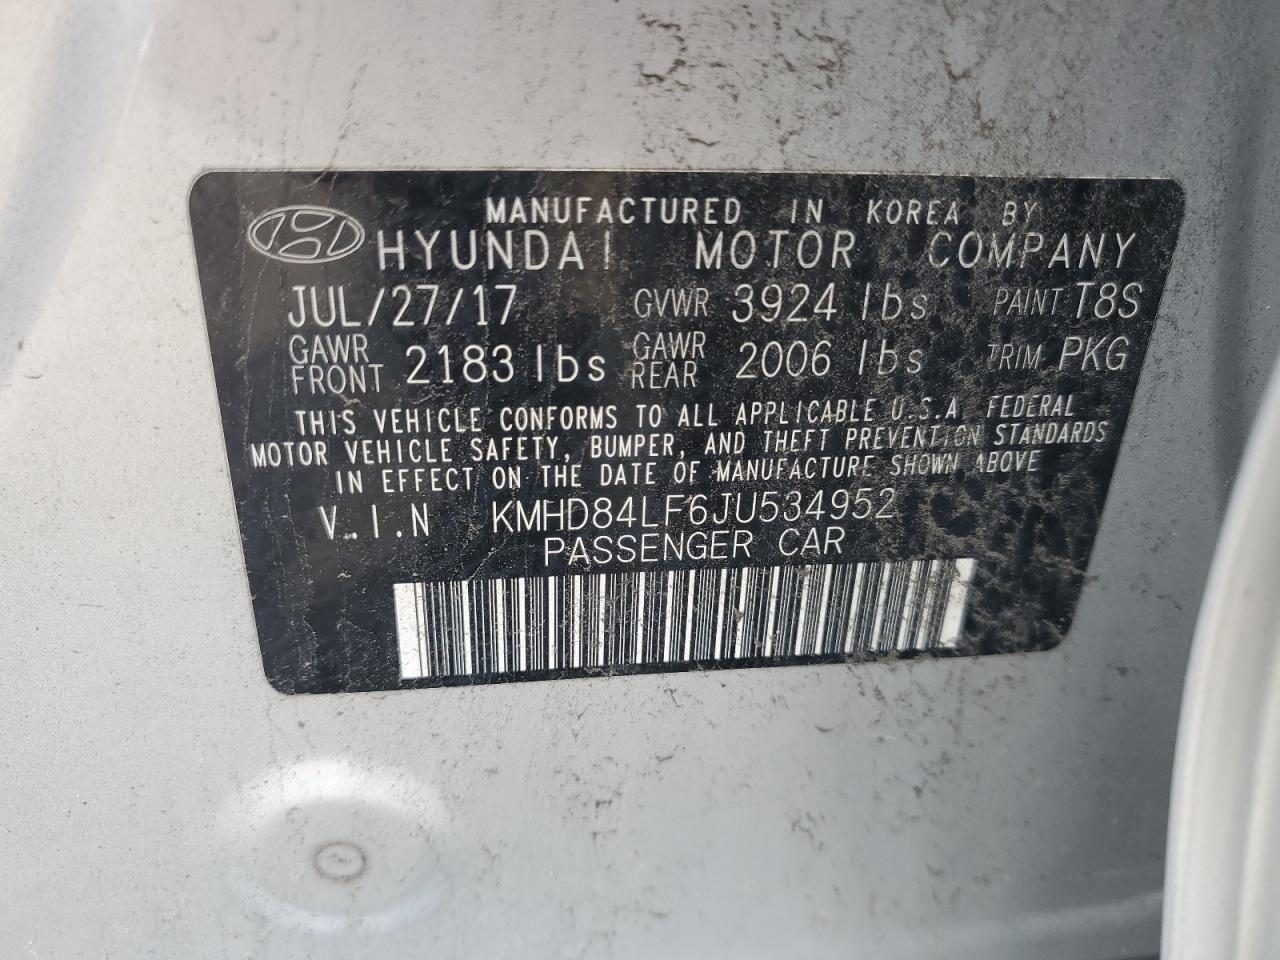 MANUFACTURED IN KOREA BY
HYUNDAI MOTOR COMPANY
JUL/27/17 GVWR 3924 lbs PAINT T8S
GAWR FRONT 2183 lbs GAWR REAR 2006 lbs TRIM PKG
THIS VEHICLE CONFORMS TO ALL APPLICABLE U.S.A FEDERAL
MOTOR VEHICLE SAFETY, BUMPER, AND THEFT PREVENTION STANDARDS
IN EFFECT ON THE DATE OF MANUFACTURE SHOWN ABOVE
V.I.N KMHD84LF6JU534952
PASSENGER CAR